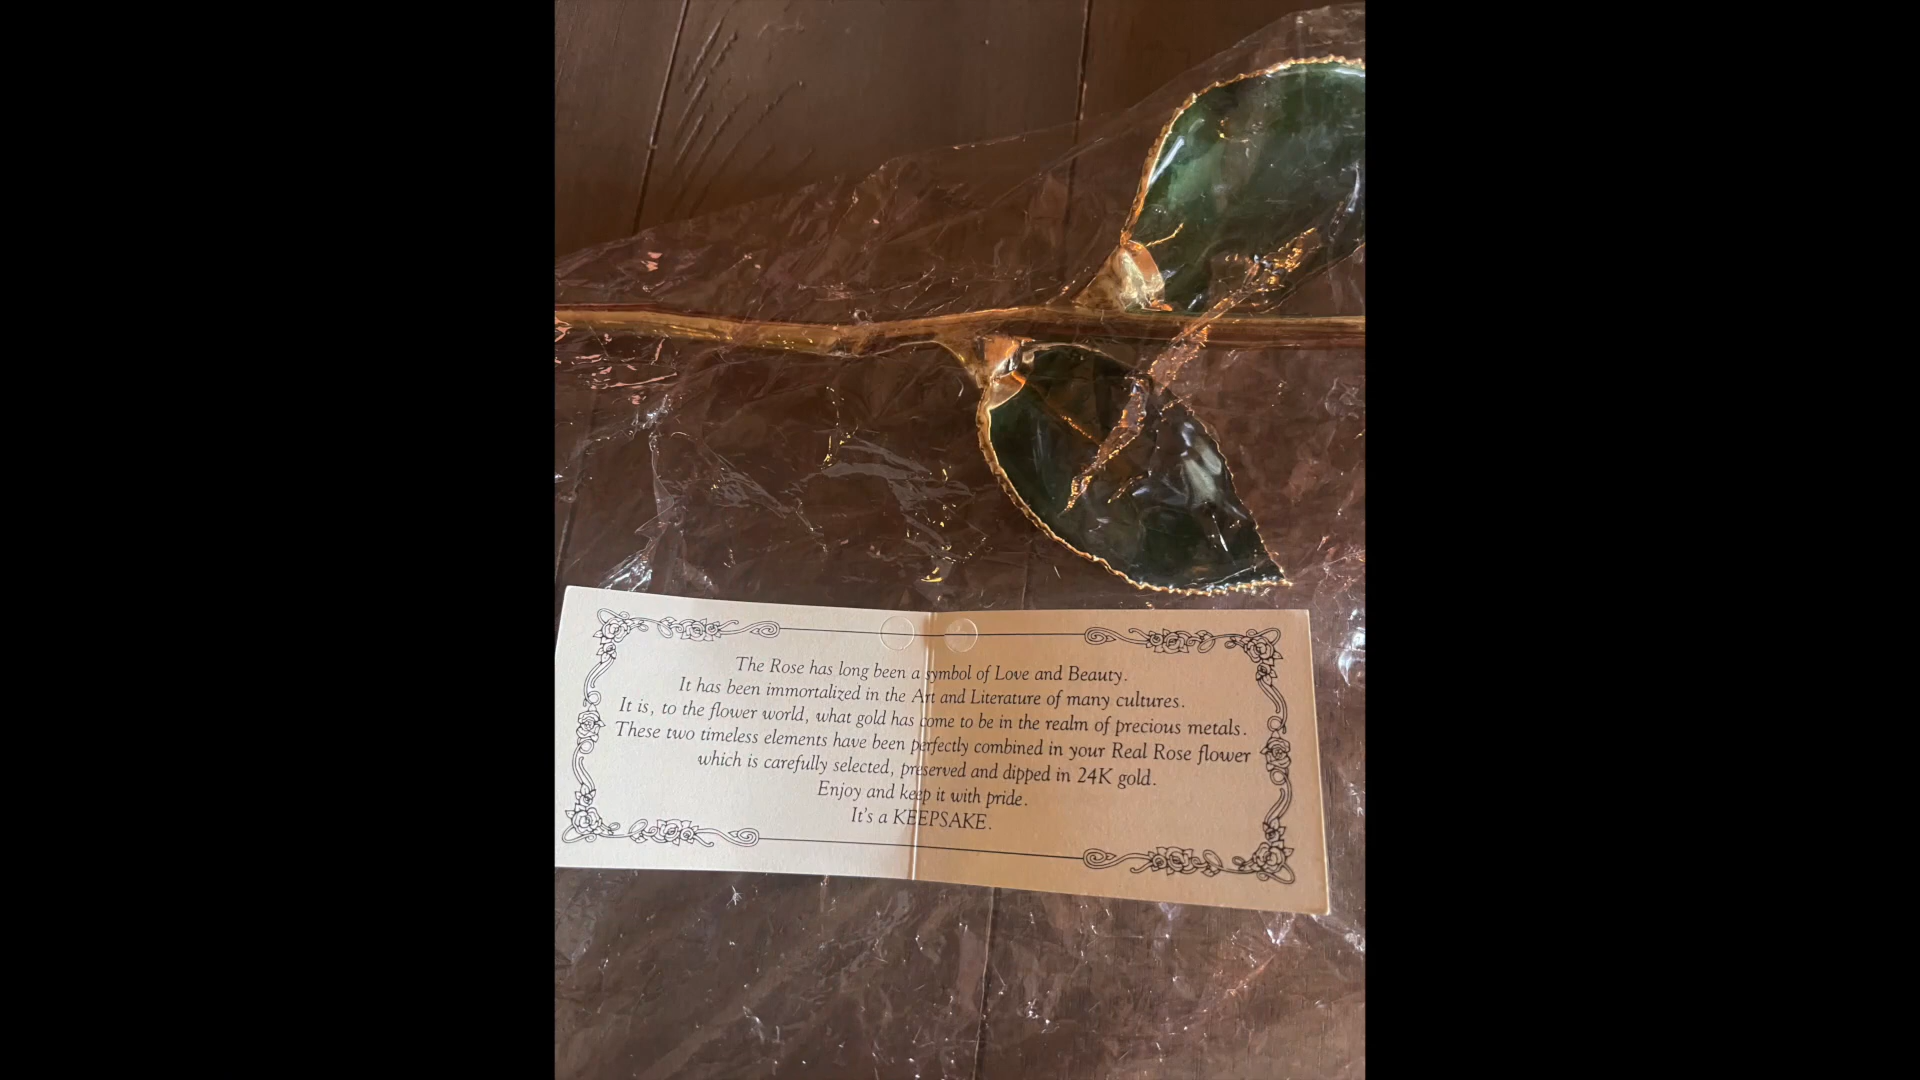 The Rose has long been a symbol of Love and Beauty.
It has been immortalized in the Art and Literature of many cultures.
It is, to the flower world, what gold has come to be in the realm of precious metals.
These two timeless elements have been perfectly combined in your Real Rose flower
which is carefully selected, preserved and dipped in 24K gold.
Enjoy and keep it with pride.
It's a KEEPSAKE.